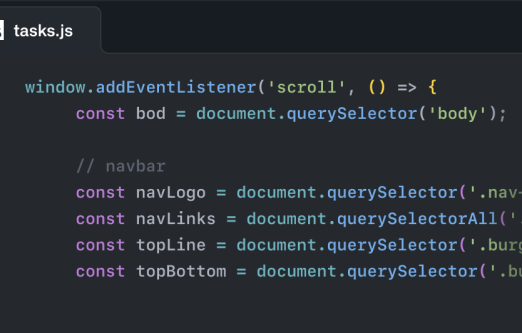 tasks.js
window.addEventListener('scroll', () => {
const bod = document.querySelector('body');
// navbar
const navLogo = document.querySelector('.nav-
const navLinks = document.querySelectorAll('.
const topLine = document.querySelector('.burg
const topBottom = document.querySelector('.bu